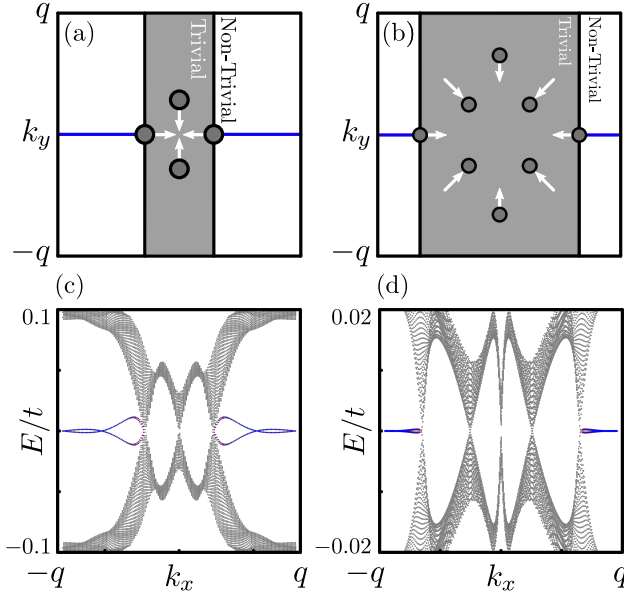 q
(a)
Trivial
Non-Trivial
k_y
−q
(b)
Trivial
Non-Trivial
k_y
−q
(c)
0.1
E/t
−0.1
−q
k_x
q
(d)
0.02
E/t
−0.02
−q
k_x
q